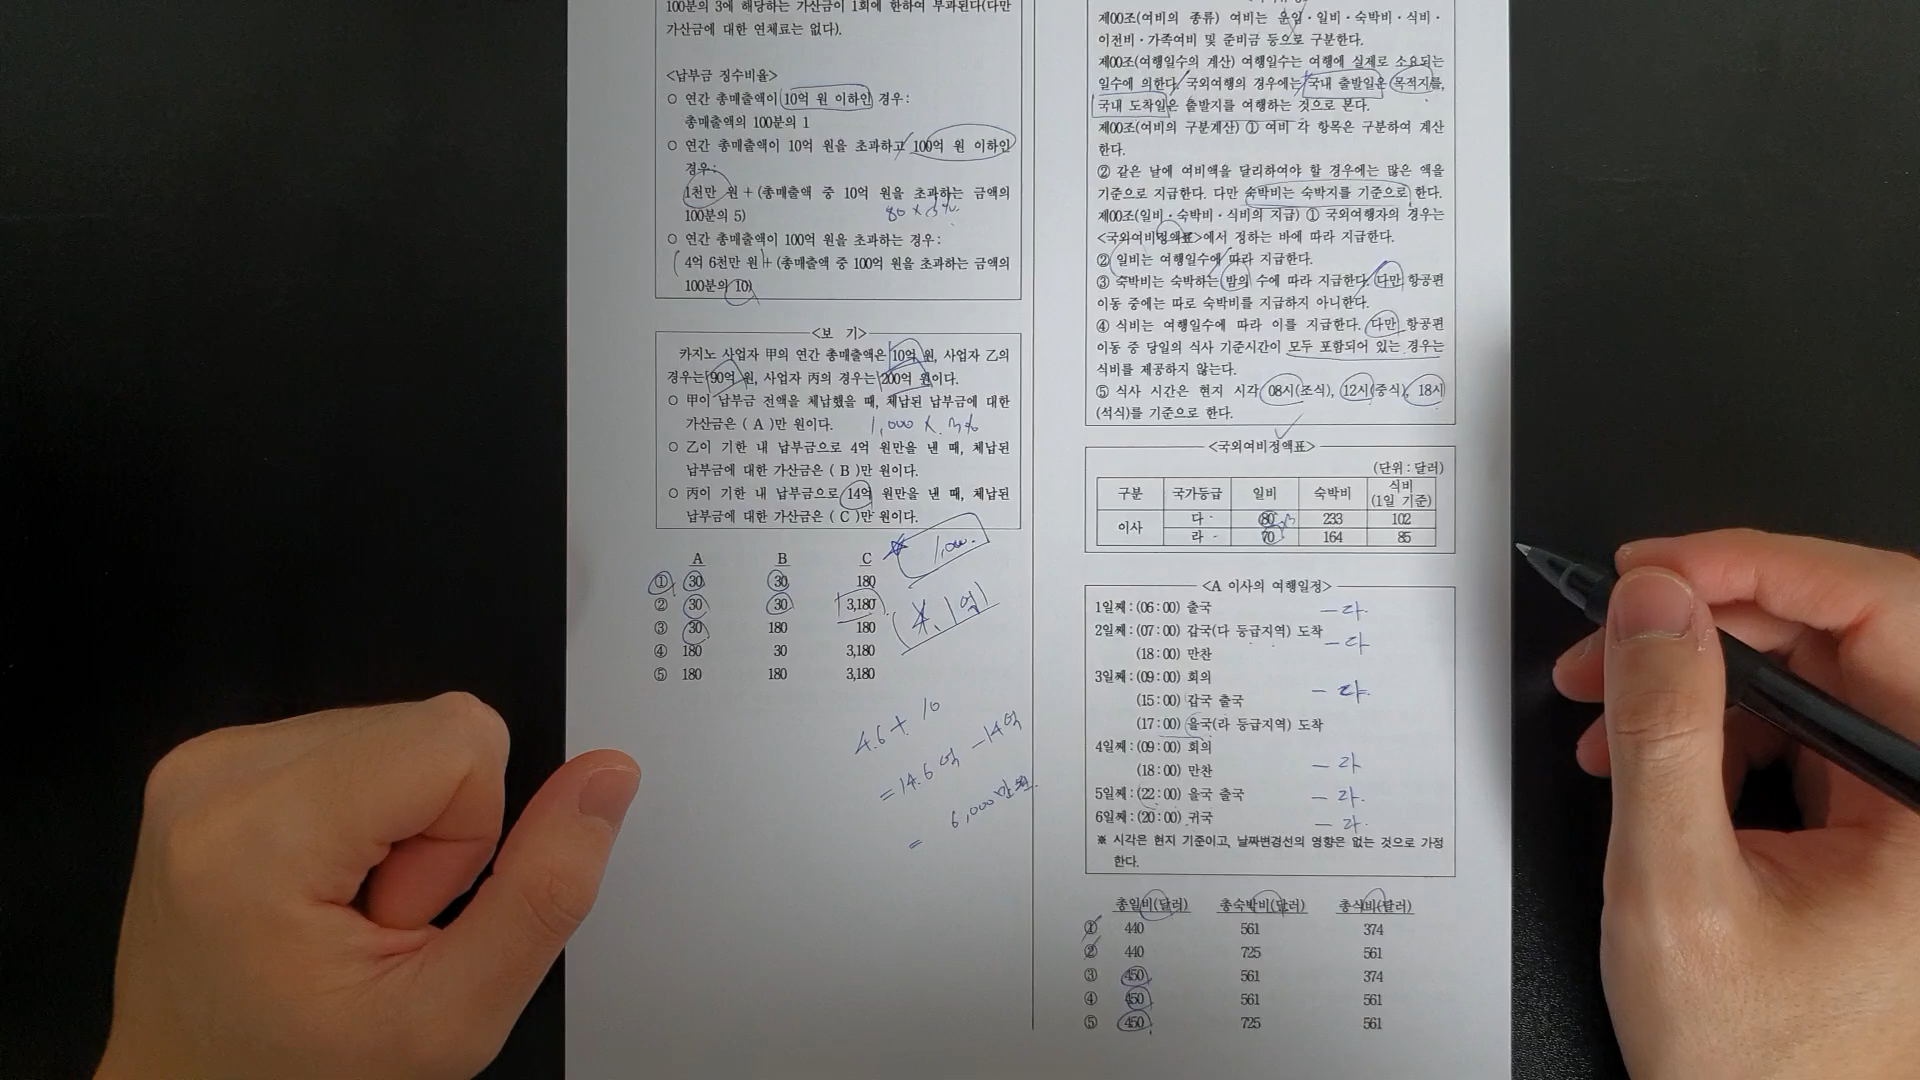 100분의 3에 해당하는 가산금이 1회에 한하여 부과된다(다만
가산금에 대한 연체료는 없다).
<납부금 징수비율>
○ 연간 총매출액이 10억 원 이하인 경우:
총매출액의 100분의 1
○ 연간 총매출액이 10억 원을 초과하고 100억 원 이하인
경우:
1천만 원 + (총매출액 중 10억 원을 초과하는 금액의
100분의 5)
80 × 5%
○ 연간 총매출액이 100억 원을 초과하는 경우:
4억 6천만 원 + (총매출액 중 100억 원을 초과하는 금액의
100분의 10)
<보 기>
카지노 사업자 甲의 연간 총매출액은 10억 원, 사업자 乙의
경우는 90억 원, 사업자 丙의 경우는 200억 원이다.
○ 甲이 납부금 전액을 체납했을 때, 체납된 납부금에 대한
가산금은 ( A )만 원이다. 1,000 × 3%
○ 乙이 기한 내 납부금으로 4억 원만을 낸 때, 체납된
납부금에 대한 가산금은 ( B )만 원이다.
○ 丙이 기한 내 납부금으로 14억 원만을 낸 때, 체납된
납부금에 대한 가산금은 ( C )만 원이다.
1,000.
A B C
① 30 30 180
② 30 30 3,180
③ 30 180 180
④ 180 30 3,180
⑤ 180 180 3,180
4.1억
4.6 + 10
= 14.6억 - 14억
= 6,000만원.
제00조(여비의 종류) 여비는 운임·일비·숙박비·식비·
이전비·가족여비 및 준비금 등으로 구분한다.
제00조(여행일수의 계산) 여행일수는 여행에 실제로 소요되는
일수에 의한다. 국외여행의 경우에는 국내 출발일은 목적지를,
국내 도착일은 출발지를 여행하는 것으로 본다.
제00조(여비의 구분계산) ① 여비 각 항목은 구분하여 계산
한다.
② 같은 날에 여비액을 달리하여야 할 경우에는 많은 액을
기준으로 지급한다. 다만 숙박비는 숙박지를 기준으로 한다.
제00조(일비·숙박비·식비의 지급) ① 국외여행자의 경우는
<국외여비정액표>에서 정하는 바에 따라 지급한다.
② 일비는 여행일수에 따라 지급한다.
③ 숙박비는 숙박하는 밤의 수에 따라 지급한다. 다만 항공편
이동 중에는 따로 숙박비를 지급하지 아니한다.
④ 식비는 여행일수에 따라 이를 지급한다. 다만 항공편
이동 중 당일의 식사 기준시간이 모두 포함되어 있는 경우는
식비를 제공하지 않는다.
⑤ 식사 시간은 현지 시각 08시(조식), 12시(중식), 18시
(석식)를 기준으로 한다.
<국외여비정액표>
(단위: 달러)
구분 국가등급 일비 숙박비 식비
(1일 기준)
이사 다 80 233 102
라 70 164 85
<A 이사의 여행일정>
1일째: (06:00) 출국
2일째: (07:00) 갑국(다 등급지역) 도착
(18:00) 만찬
3일째: (09:00) 회의
(15:00) 갑국 출국
(17:00) 을국(라 등급지역) 도착
4일째: (09:00) 회의 - 라
(18:00) 만찬
5일째: (22:00) 을국 출국 - 라.
6일째: (20:00) 귀국 - 라.
※ 시각은 현지 기준이고, 날짜변경선의 영향은 없는 것으로 가정
한다.
총일비(달러) 총숙박비(달러) 총식비(달러)
① 440 561 374
② 440 725 561
③ 450 561 374
④ 450 561 561
⑤ 450 725 561